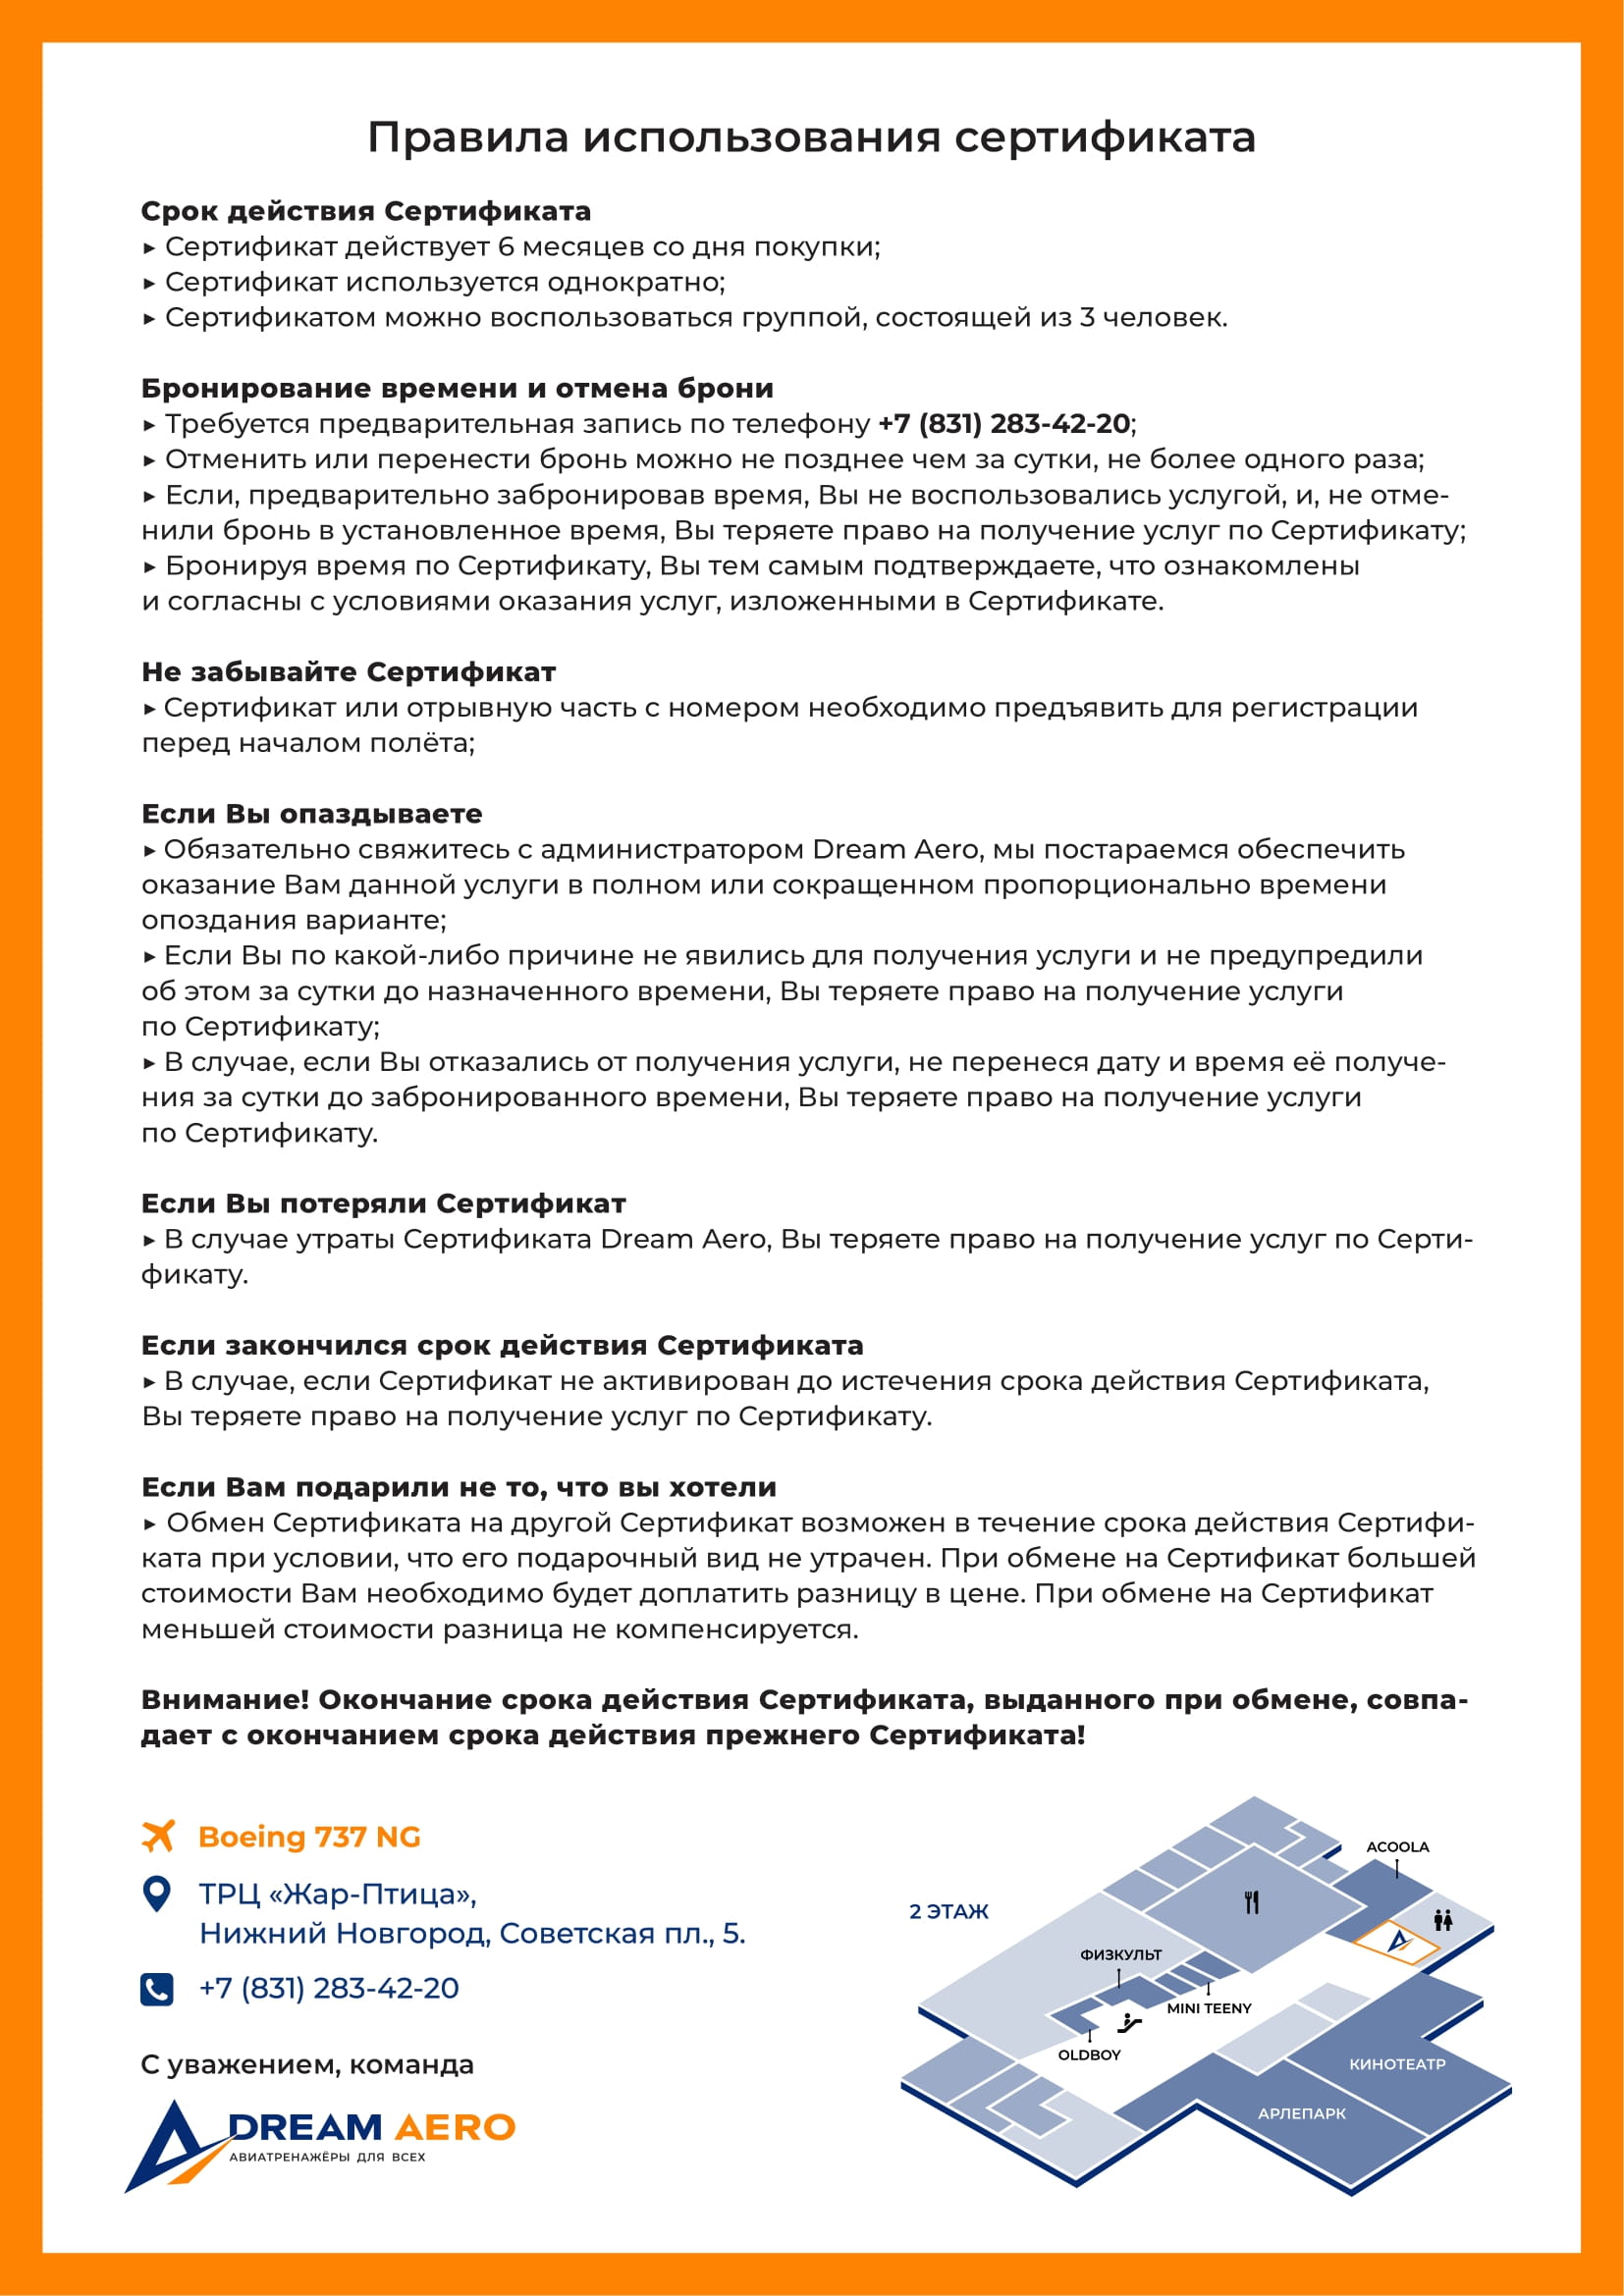 Правила использования сертификата
Срок действия Сертификата
▸ Сертификат действует 6 месяцев со дня покупки;
▸ Сертификат используется однократно;
▸ Сертификатом можно воспользоваться группой, состоящей из 3 человек.
Бронирование времени и отмена брони
▸ Требуется предварительная запись по телефону +7 (831) 283-42-20;
▸ Отменить или перенести бронь можно не позднее чем за сутки, не более одного раза;
▸ Если, предварительно забронировав время, Вы не воспользовались услугой, и, не отме-
нили бронь в установленное время, Вы теряете право на получение услуг по Сертификату;
▸ Бронируя время по Сертификату, Вы тем самым подтверждаете, что ознакомлены
и согласны с условиями оказания услуг, изложенными в Сертификате.
Не забывайте Сертификат
▸ Сертификат или отрывную часть с номером необходимо предъявить для регистрации
перед началом полёта;
Если Вы опаздываете
▸ Обязательно свяжитесь с администратором Dream Aero, мы постараемся обеспечить
оказание Вам данной услуги в полном или сокращенном пропорционально времени
опоздания варианте;
▸ Если Вы по какой-либо причине не явились для получения услуги и не предупредили
об этом за сутки до назначенного времени, Вы теряете право на получение услуги
по Сертификату;
▸ В случае, если Вы отказались от получения услуги, не перенеся дату и время её получе-
ния за сутки до забронированного времени, Вы теряете право на получение услуги
по Сертификату.
Если Вы потеряли Сертификат
▸ В случае утраты Сертификата Dream Aero, Вы теряете право на получение услуг по Серти-
фикату.
Если закончился срок действия Сертификата
▸ В случае, если Сертификат не активирован до истечения срока действия Сертификата,
Вы теряете право на получение услуг по Сертификату.
Если Вам подарили не то, что вы хотели
▸ Обмен Сертификата на другой Сертификат возможен в течение срока действия Сертифи-
ката при условии, что его подарочный вид не утрачен. При обмене на Сертификат большей
стоимости Вам необходимо будет доплатить разницу в цене. При обмене на Сертификат
меньшей стоимости разница не компенсируется.
Внимание! Окончание срока действия Сертификата, выданного при обмене, совпа-
дает с окончанием срока действия прежнего Сертификата!
Boeing 737 NG
ТРЦ «Жар-Птица»,
Нижний Новгород, Советская пл., 5.
+7 (831) 283-42-20
С уважением, команда
DREAM AERO
АВИАТРЕНАЖЁРЫ ДЛЯ ВСЕХ
2 ЭТАЖ
ACOOLA
ФИЗКУЛЬТ
MINI TEENY
OLDBOY
КИНОТЕАТР
АРЛЕПАРК